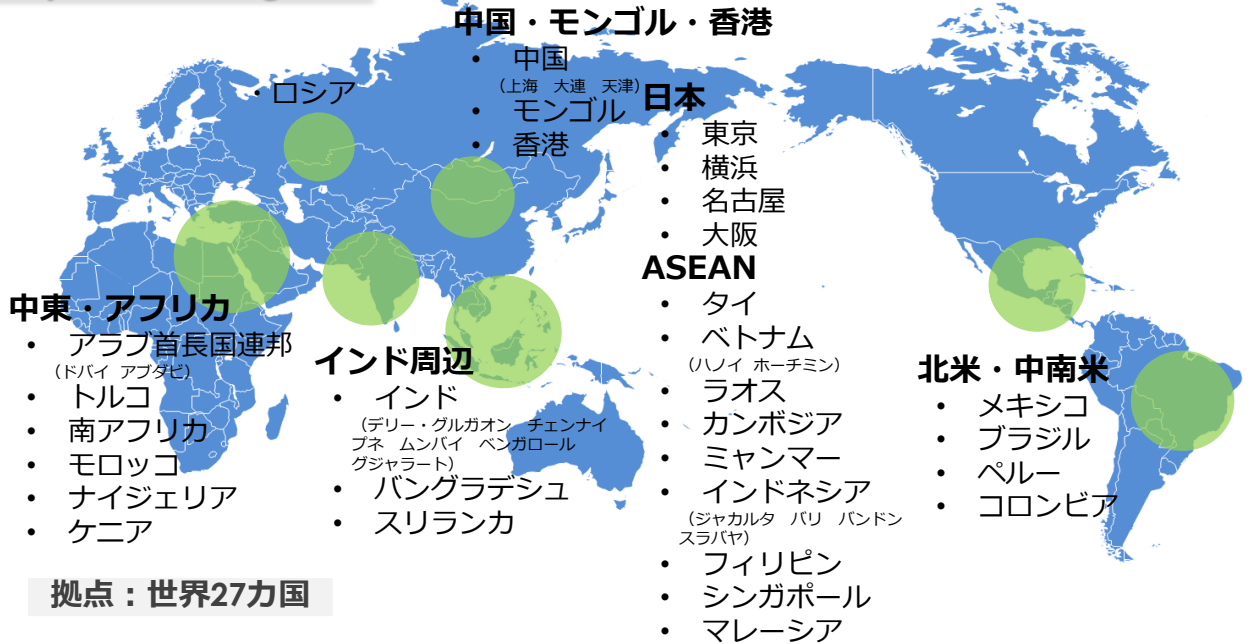 中国・モンゴル・香港
• 中国
（上海　大連　天津）
• モンゴル
• 香港
・ロシア
日本
• 東京
• 横浜
• 名古屋
• 大阪
ASEAN
• タイ
• ベトナム
（ハノイ ホーチミン）
• ラオス
• カンボジア
• ミャンマー
• インドネシア
（ジャカルタ　バリ　バンドン
スラバヤ）
• フィリピン
• シンガポール
• マレーシア
中東・アフリカ
• アラブ首長国連邦
（ドバイ アブダビ）
• トルコ
• 南アフリカ
• モロッコ
• ナイジェリア
• ケニア
インド周辺
• インド
（デリー・グルガオン　チェンナイ
プネ　ムンバイ　ベンガロール
グジャラート）
• バングラデシュ
• スリランカ
北米・中南米
• メキシコ
• ブラジル
• ペルー
• コロンビア
拠点：世界27カ国